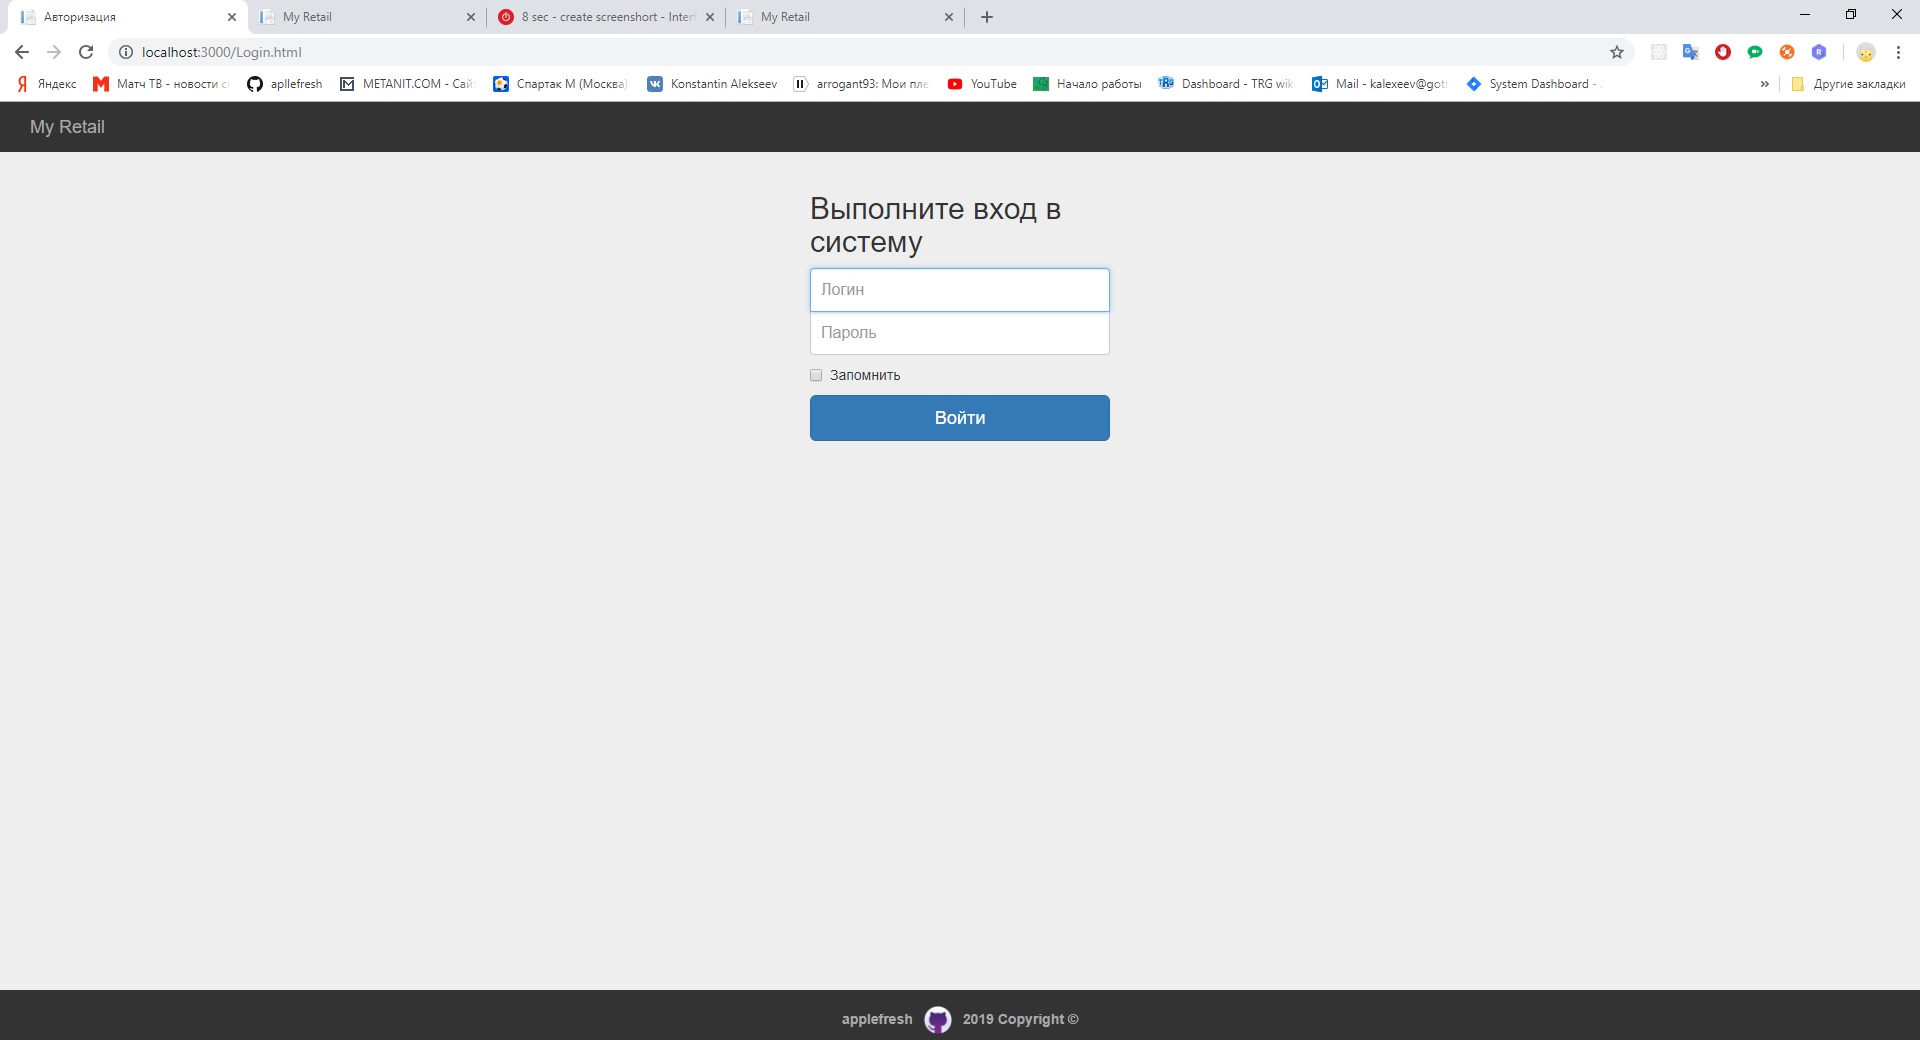 Авторизация
My Retail
8 sec - create screenshort - Inter
My Retail
localhost:3000/Login.html
Яндекс
Матч ТВ - новости с
apllefresh
METANIT.COM - Сай
Спартак М (Москва)
Konstantin Alekseev
arrogant93: Мои пле
YouTube
Начало работы
Dashboard - TRG wik
Mail - kalexeev@got
System Dashboard -
»
Другие закладки
My Retail
Выполните вход в
систему
Логин
Пароль
Запомнить
Войти
applefresh 2019 Copyright ©